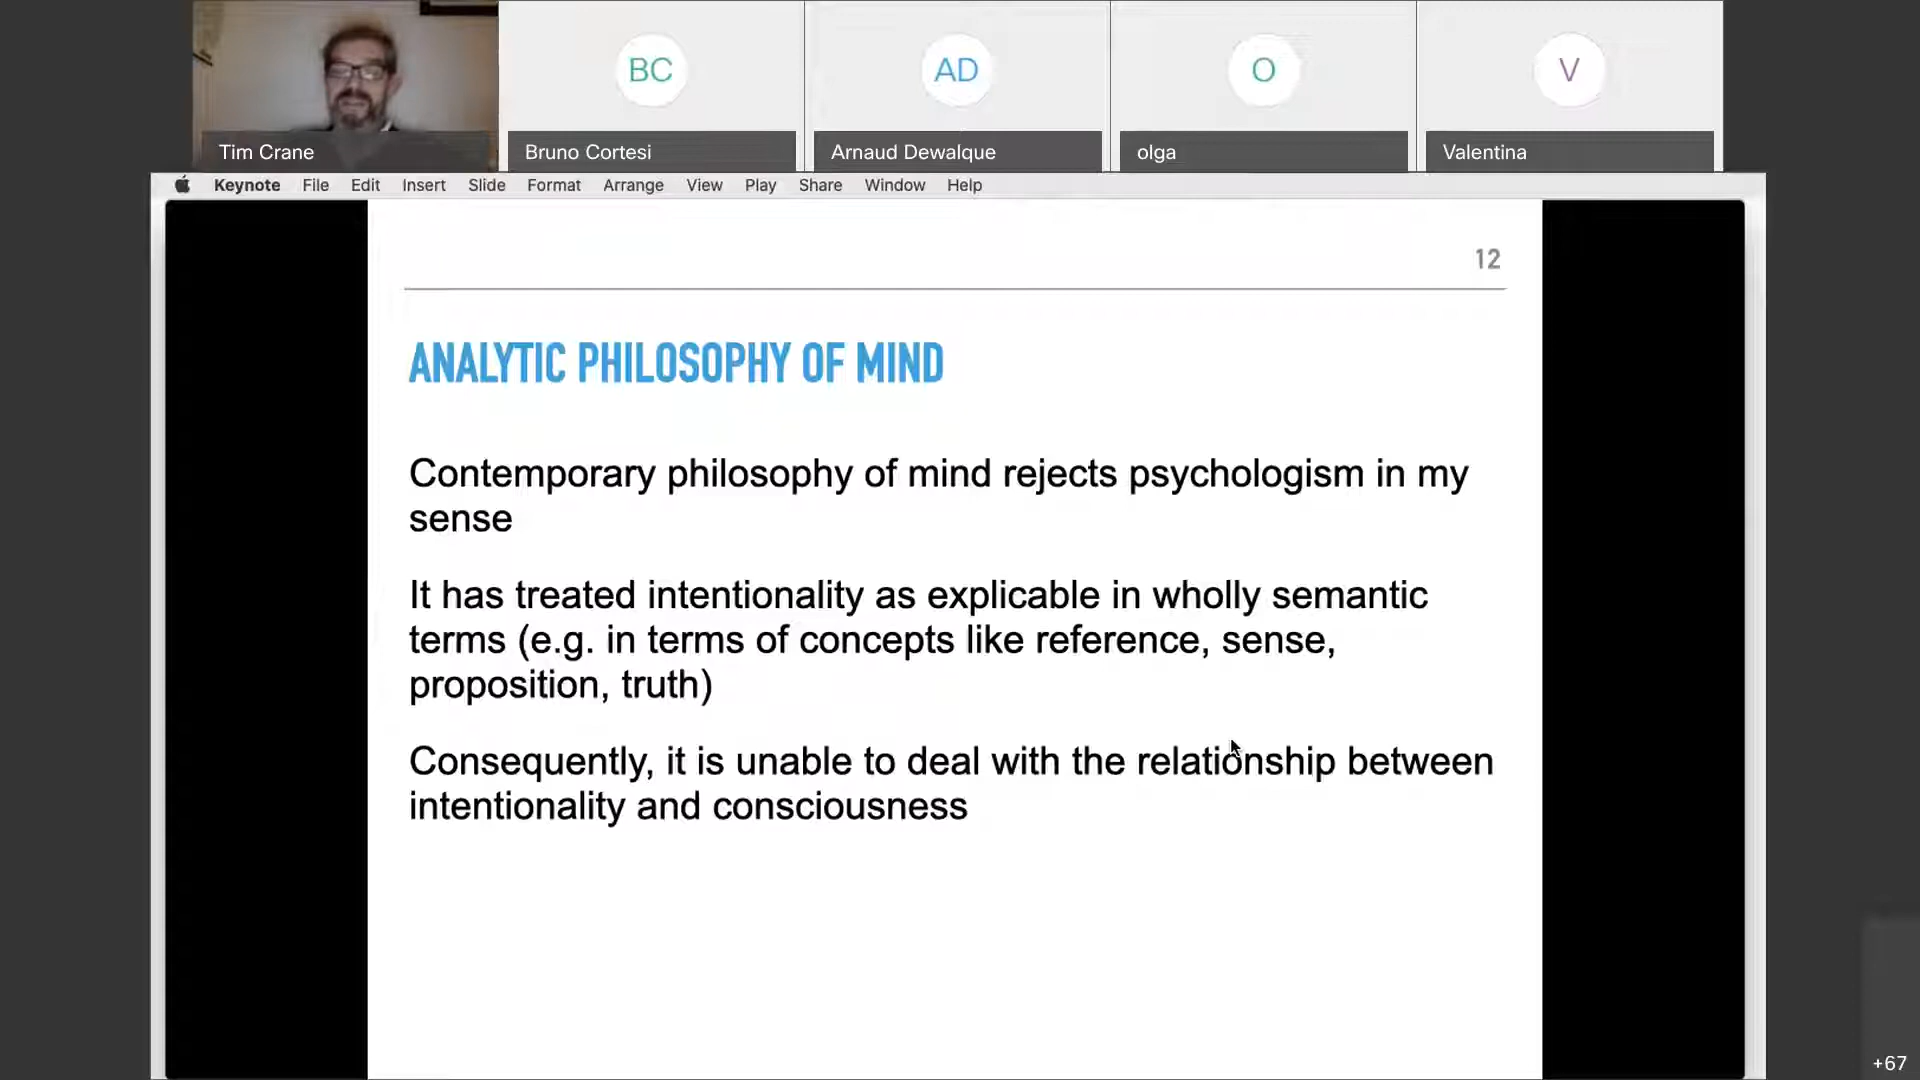 BC
AD
O
V
Tim Crane
Bruno Cortesi
Arnaud Dewalque
olga
Valentina
Keynote File Edit Insert Slide Format Arrange View Play Share Window Help
12
ANALYTIC PHILOSOPHY OF MIND
Contemporary philosophy of mind rejects psychologism in my
sense
It has treated intentionality as explicable in wholly semantic
terms (e.g. in terms of concepts like reference, sense,
proposition, truth)
Consequently, it is unable to deal with the relationship between
intentionality and consciousness
+67